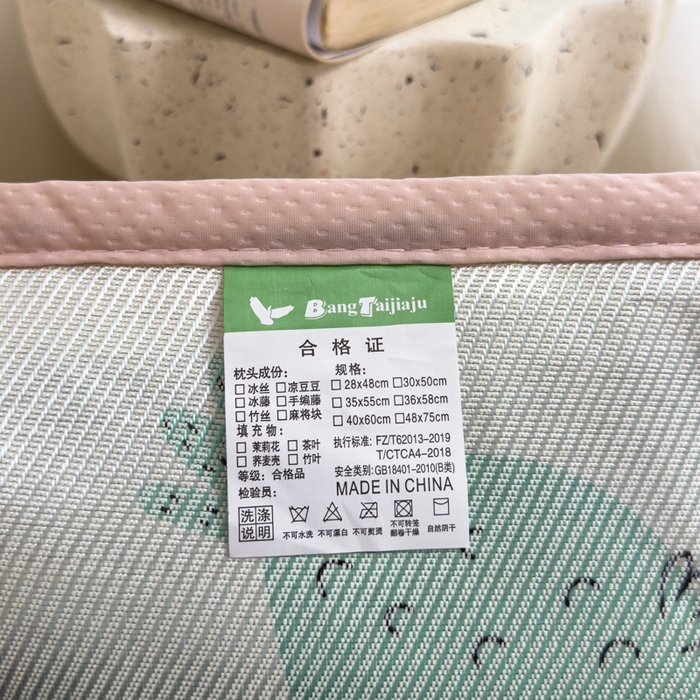 BangTaijiaju
合格证
枕头成份: 规格:
□冰丝 □凉豆豆 □28x48cm □30x50cm
□冰藤 □手编藤 □35x55cm □36x58cm
□竹丝 □麻将块 □40x60cm □48x75cm
填充物:
□茉莉花 □茶叶 执行标准: FZ/T62013-2019
□荞麦壳 □竹叶 T/CTCA4-2018
等级: 合格品 安全类别:GB18401-2010(B类)
检验员: MADE IN CHINA
洗涤说明
不可水洗 不可漂白 不可熨烫 不可转笼翻卷干燥 自然阴干